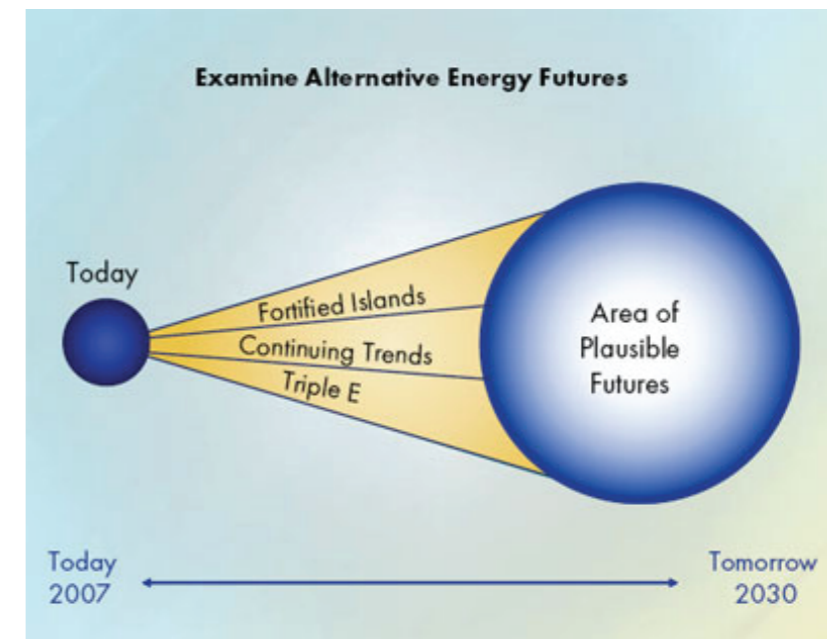 Examine Alternative Energy Futures
Today
Fortified Islands
Continuing Trends
Triple E
Area of
Plausible
Futures
Today
2007
Tomorrow
2030